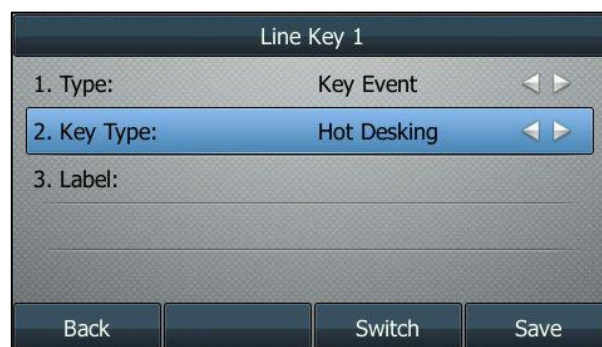 Line Key 1
1. Type: Key Event
2. Key Type: Hot Desking
3. Label:
Back Switch Save